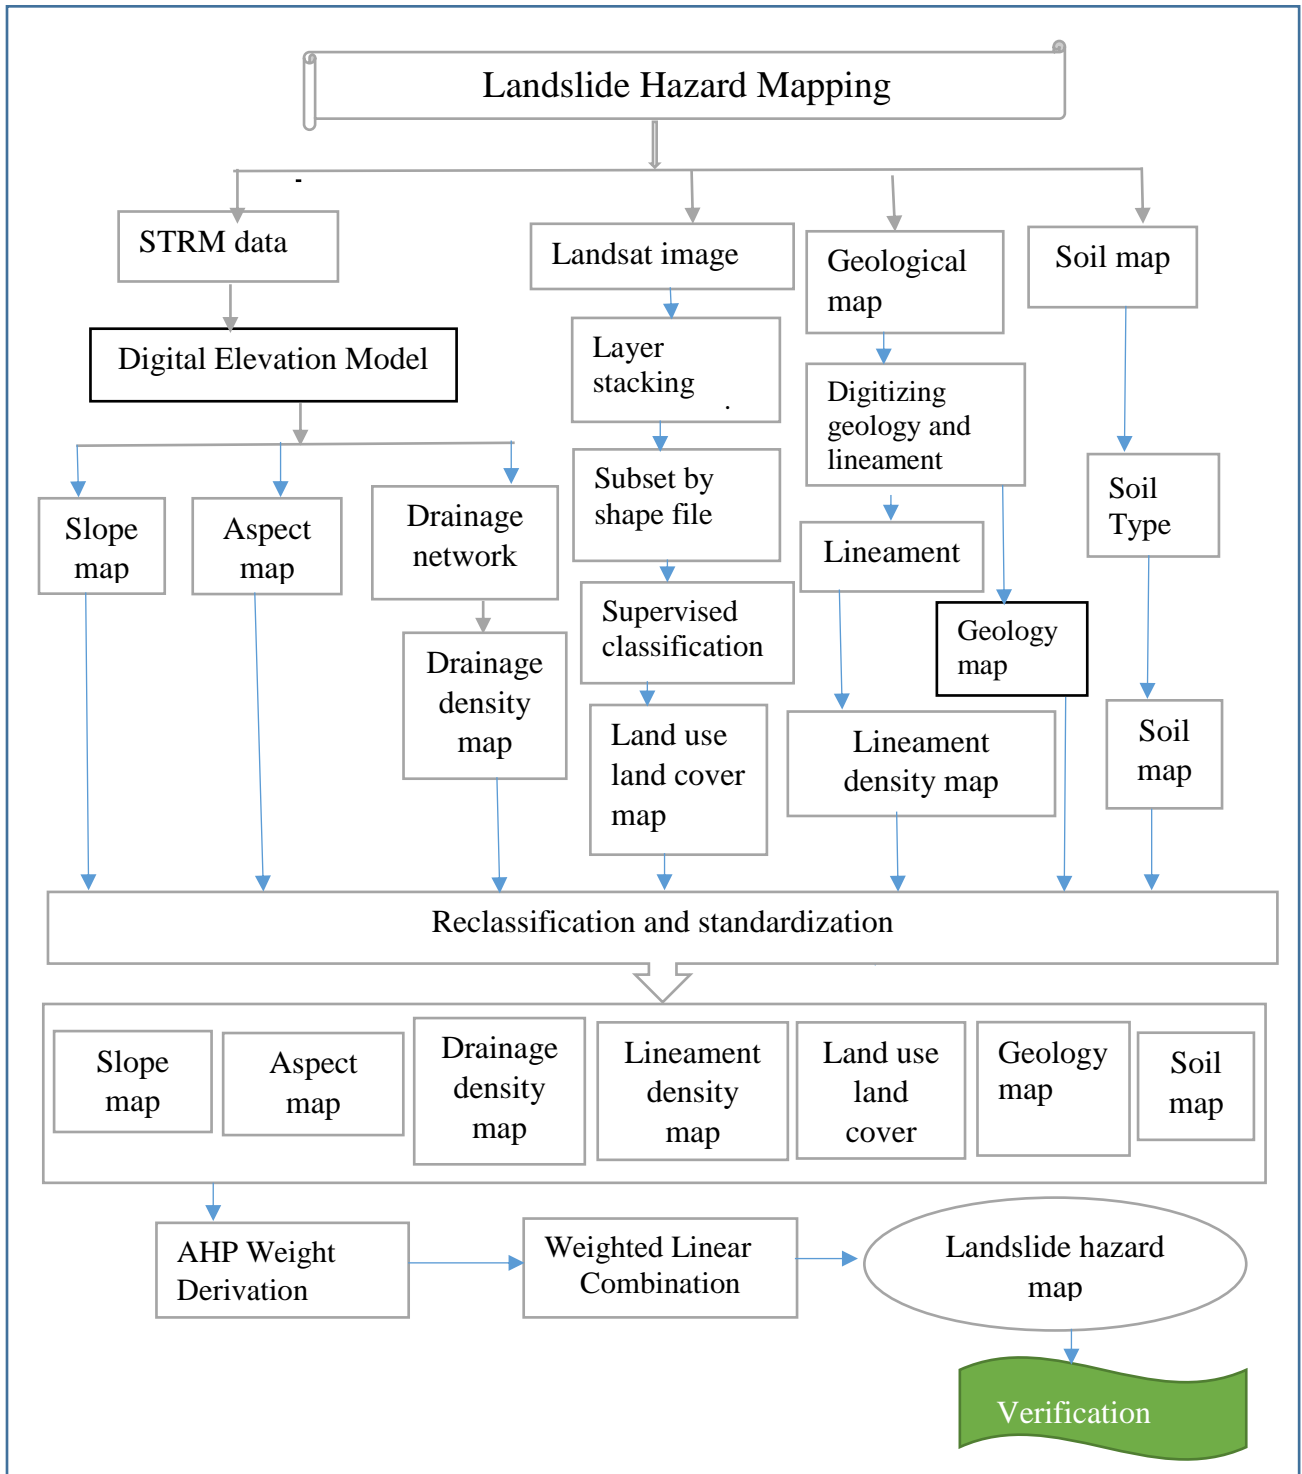 Landslide Hazard Mapping
-
STRM data
Landsat image
Geological
map
Soil map
Digital Elevation Model
Layer
stacking
.
Digitizing
geology and
lineament
Slope
map
Aspect
map
Drainage
network
Subset by
shape file
Lineament
Soil
Type
Drainage
density
map
Supervised
classification
Geology
map
Land use
land cover
map
Lineament
density map
Soil
map
Reclassification and standardization
Slope
map
Aspect
map
Drainage
density
map
Lineament
density
map
Land use
land
cover
Geology
map
Soil
map
AHP Weight
Derivation
Weighted Linear
Combination
Landslide hazard
map
Verification